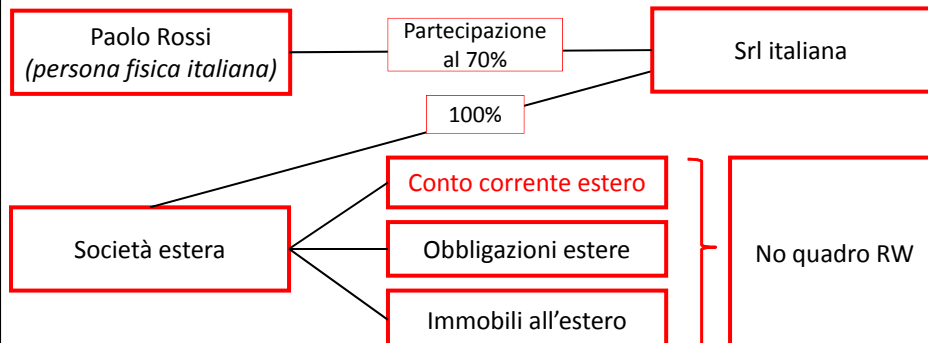 Paolo Rossi
(persona fisica italiana)
Partecipazione
al 70%
Srl italiana
100%
Società estera
Conto corrente estero
Obbligazioni estere
Immobili all’estero
No quadro RW